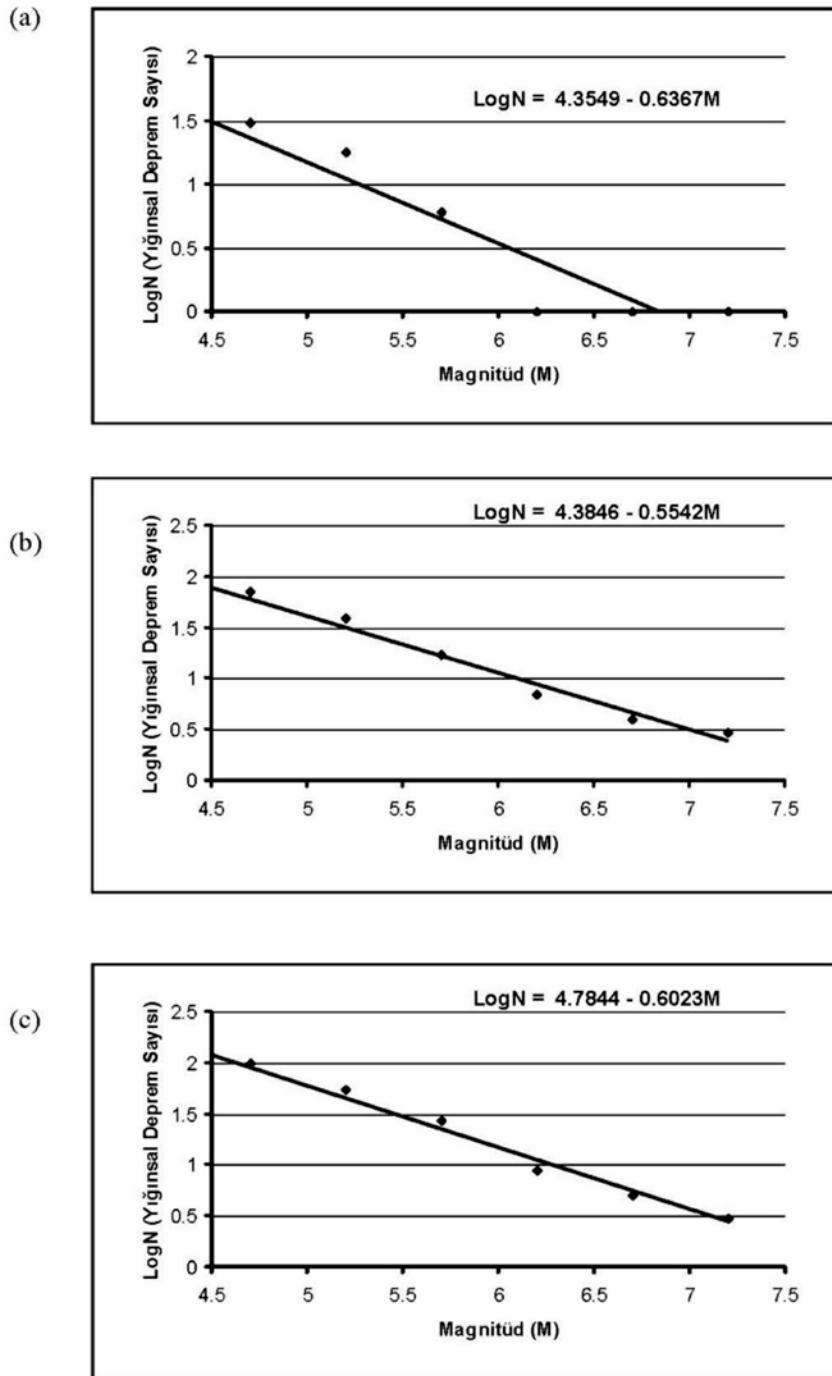 (a)
LogN = 4.3549 - 0.6367M
LogN (Yığınsal Deprem Sayısı)
2
1.5
1
0.5
0
4.5 5 5.5 6 6.5 7 7.5
Magnitüd (M)
(b)
LogN = 4.3846 - 0.5542M
LogN (Yığınsal Deprem Sayısı)
2.5
2
1.5
1
0.5
0
4.5 5 5.5 6 6.5 7 7.5
Magnitüd (M)
(c)
LogN = 4.7844 - 0.6023M
LogN (Yığınsal Deprem Sayısı)
2.5
2
1.5
1
0.5
0
4.5 5 5.5 6 6.5 7 7.5
Magnitüd (M)